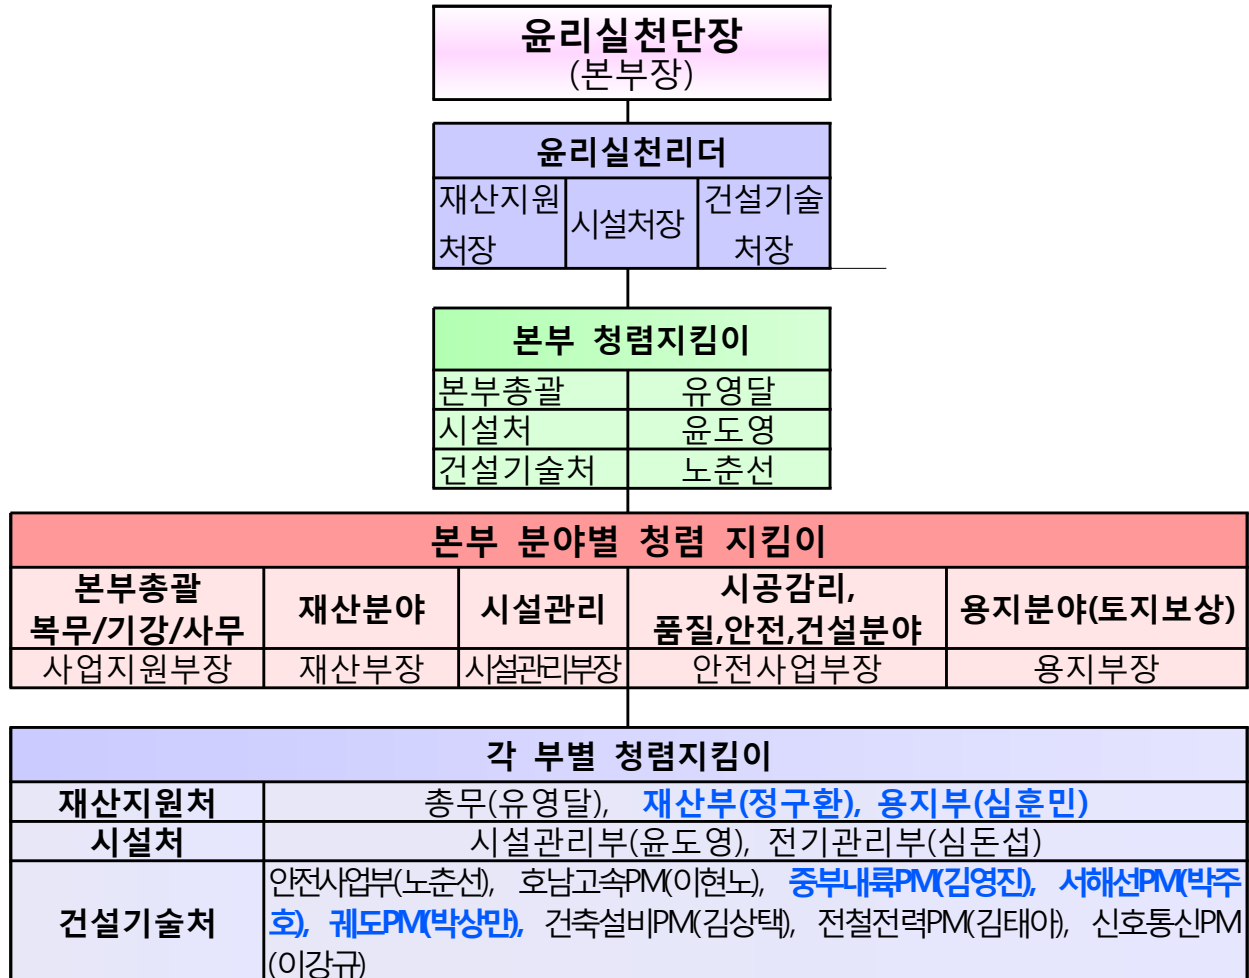 윤리실천단장
(본부장)
윤리실천리더
재산지원처장 시설처장 건설기술처장
본부 청렴지킴이
본부총괄 유영달
시설처 윤도영
건설기술처 노춘선
본부 분야별 청렴 지킴이
본부총괄 복무/기강/사무 재산분야 시설관리 시공감리, 품질,안전,건설분야 용지분야(토지보상)
사업지원부장 재산부장 시설관리부장 안전사업부장 용지부장
각 부별 청렴지킴이
재산지원처 총무(유영달), 재산부(정구환), 용지부(심훈민)
시설처 시설관리부(윤도영), 전기관리부(심돈섭)
건설기술처 안전사업부(노춘선), 호남고속PM(이현노), 중부내륙PM(김영진), 서해선PM(박주
호), 궤도PM(박상만), 건축설비PM(김상택), 전철전력PM(김태아), 신호통신PM
(이강규)